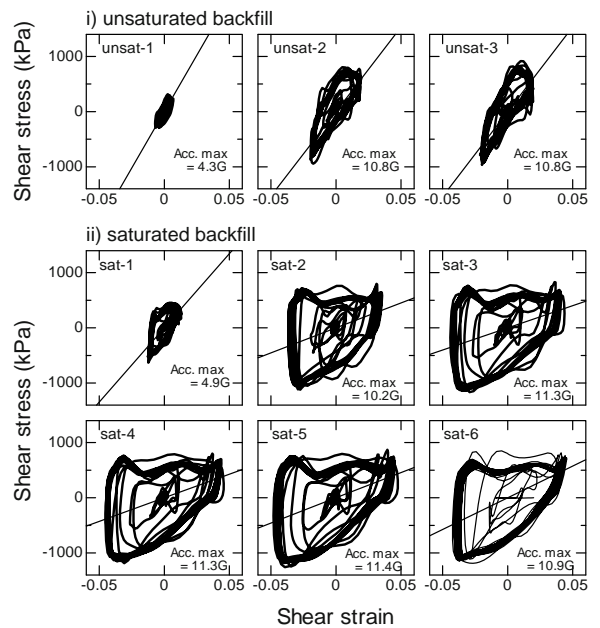 i) unsaturated backfill
Shear stress (kPa)
1000
0
-1000
unsat-1
Acc. max
= 4.3G
unsat-2
Acc. max
= 10.8G
unsat-3
Acc. max
= 10.8G
-0.05 0 0.05 -0.05 0 0.05 -0.05 0 0.05
ii) saturated backfill
Shear stress (kPa)
1000
0
-1000
sat-1
Acc. max
= 4.9G
sat-2
Acc. max
= 10.2G
sat-3
Acc. max
= 11.3G
1000
0
-1000
sat-4
Acc. max
= 11.3G
sat-5
Acc. max
= 11.4G
sat-6
Acc. max
= 10.9G
-0.05 0 0.05 -0.05 0 0.05 -0.05 0 0.05
Shear strain